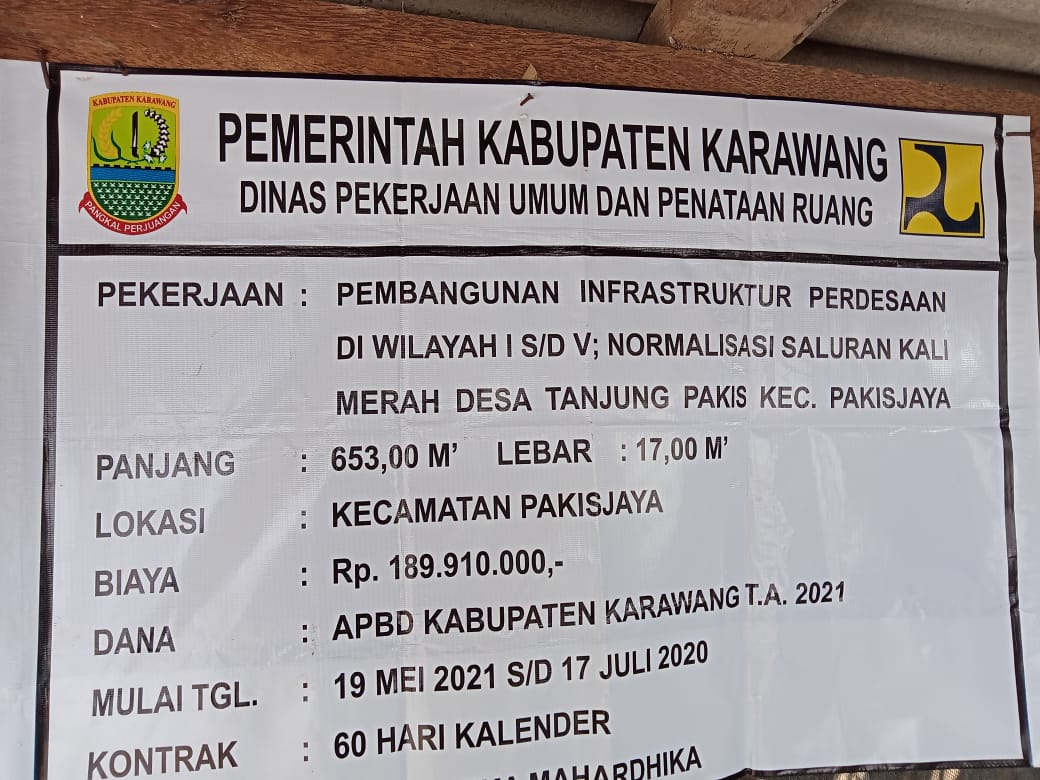 KABUPATEN KARAWANG
PANGKAL PERJUANGAN
PEMERINTAH KABUPATEN KARAWANG
DINAS PEKERJAAN UMUM DAN PENATAAN RUANG
PEKERJAAN : PEMBANGUNAN INFRASTRUKTUR PERDESAAN
DI WILAYAH I S/D V; NORMALISASI SALURAN KALI
MERAH DESA TANJUNG PAKIS KEC. PAKISJAYA
PANJANG : 653,00 M' LEBAR : 17,00 M'
LOKASI : KECAMATAN PAKISJAYA
BIAYA : Rp. 189.910.000,-
DANA : APBD KABUPATEN KARAWANG T.A. 2021
MULAI TGL. : 19 MEI 2021 S/D 17 JULI 2020
KONTRAK : 60 HARI KALENDER
MAHARDHIKA